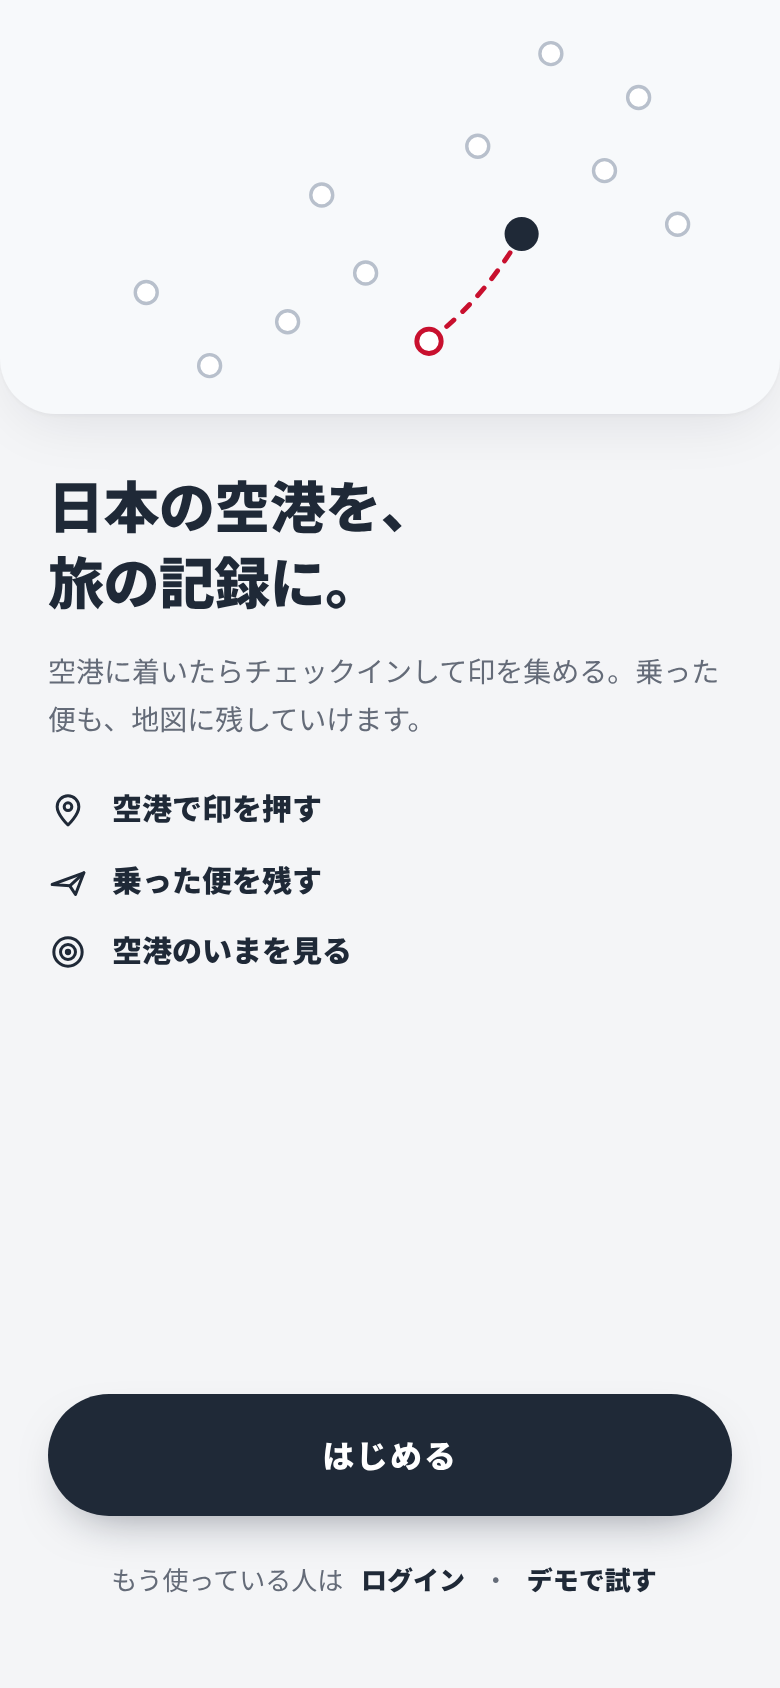 日本の空港を、
旅の記録に。
空港に着いたらチェックインして印を集める。乗った
便も、地図に残していけます。
空港で印を押す
乗った便を残す
空港のいまを見る
はじめる
もう使っている人は ログイン ・ デモで試す